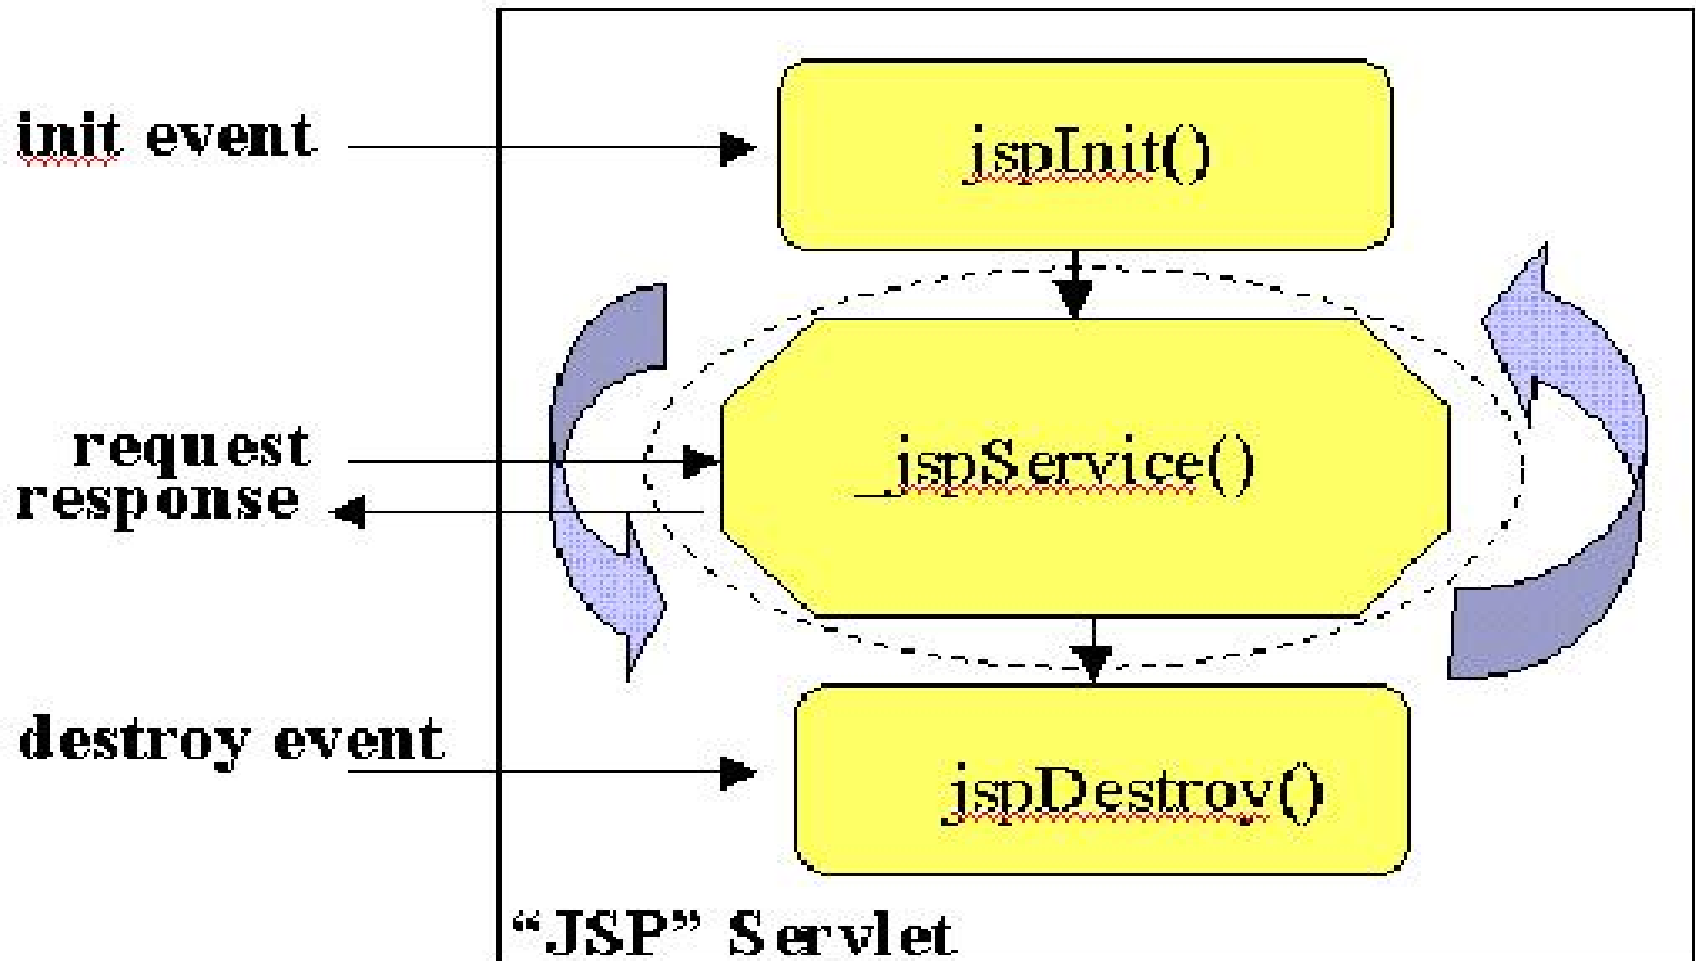 init event
jspInit()
request
response
_jspService()
destroy event
jspDestroy()
“JSP” Servlet